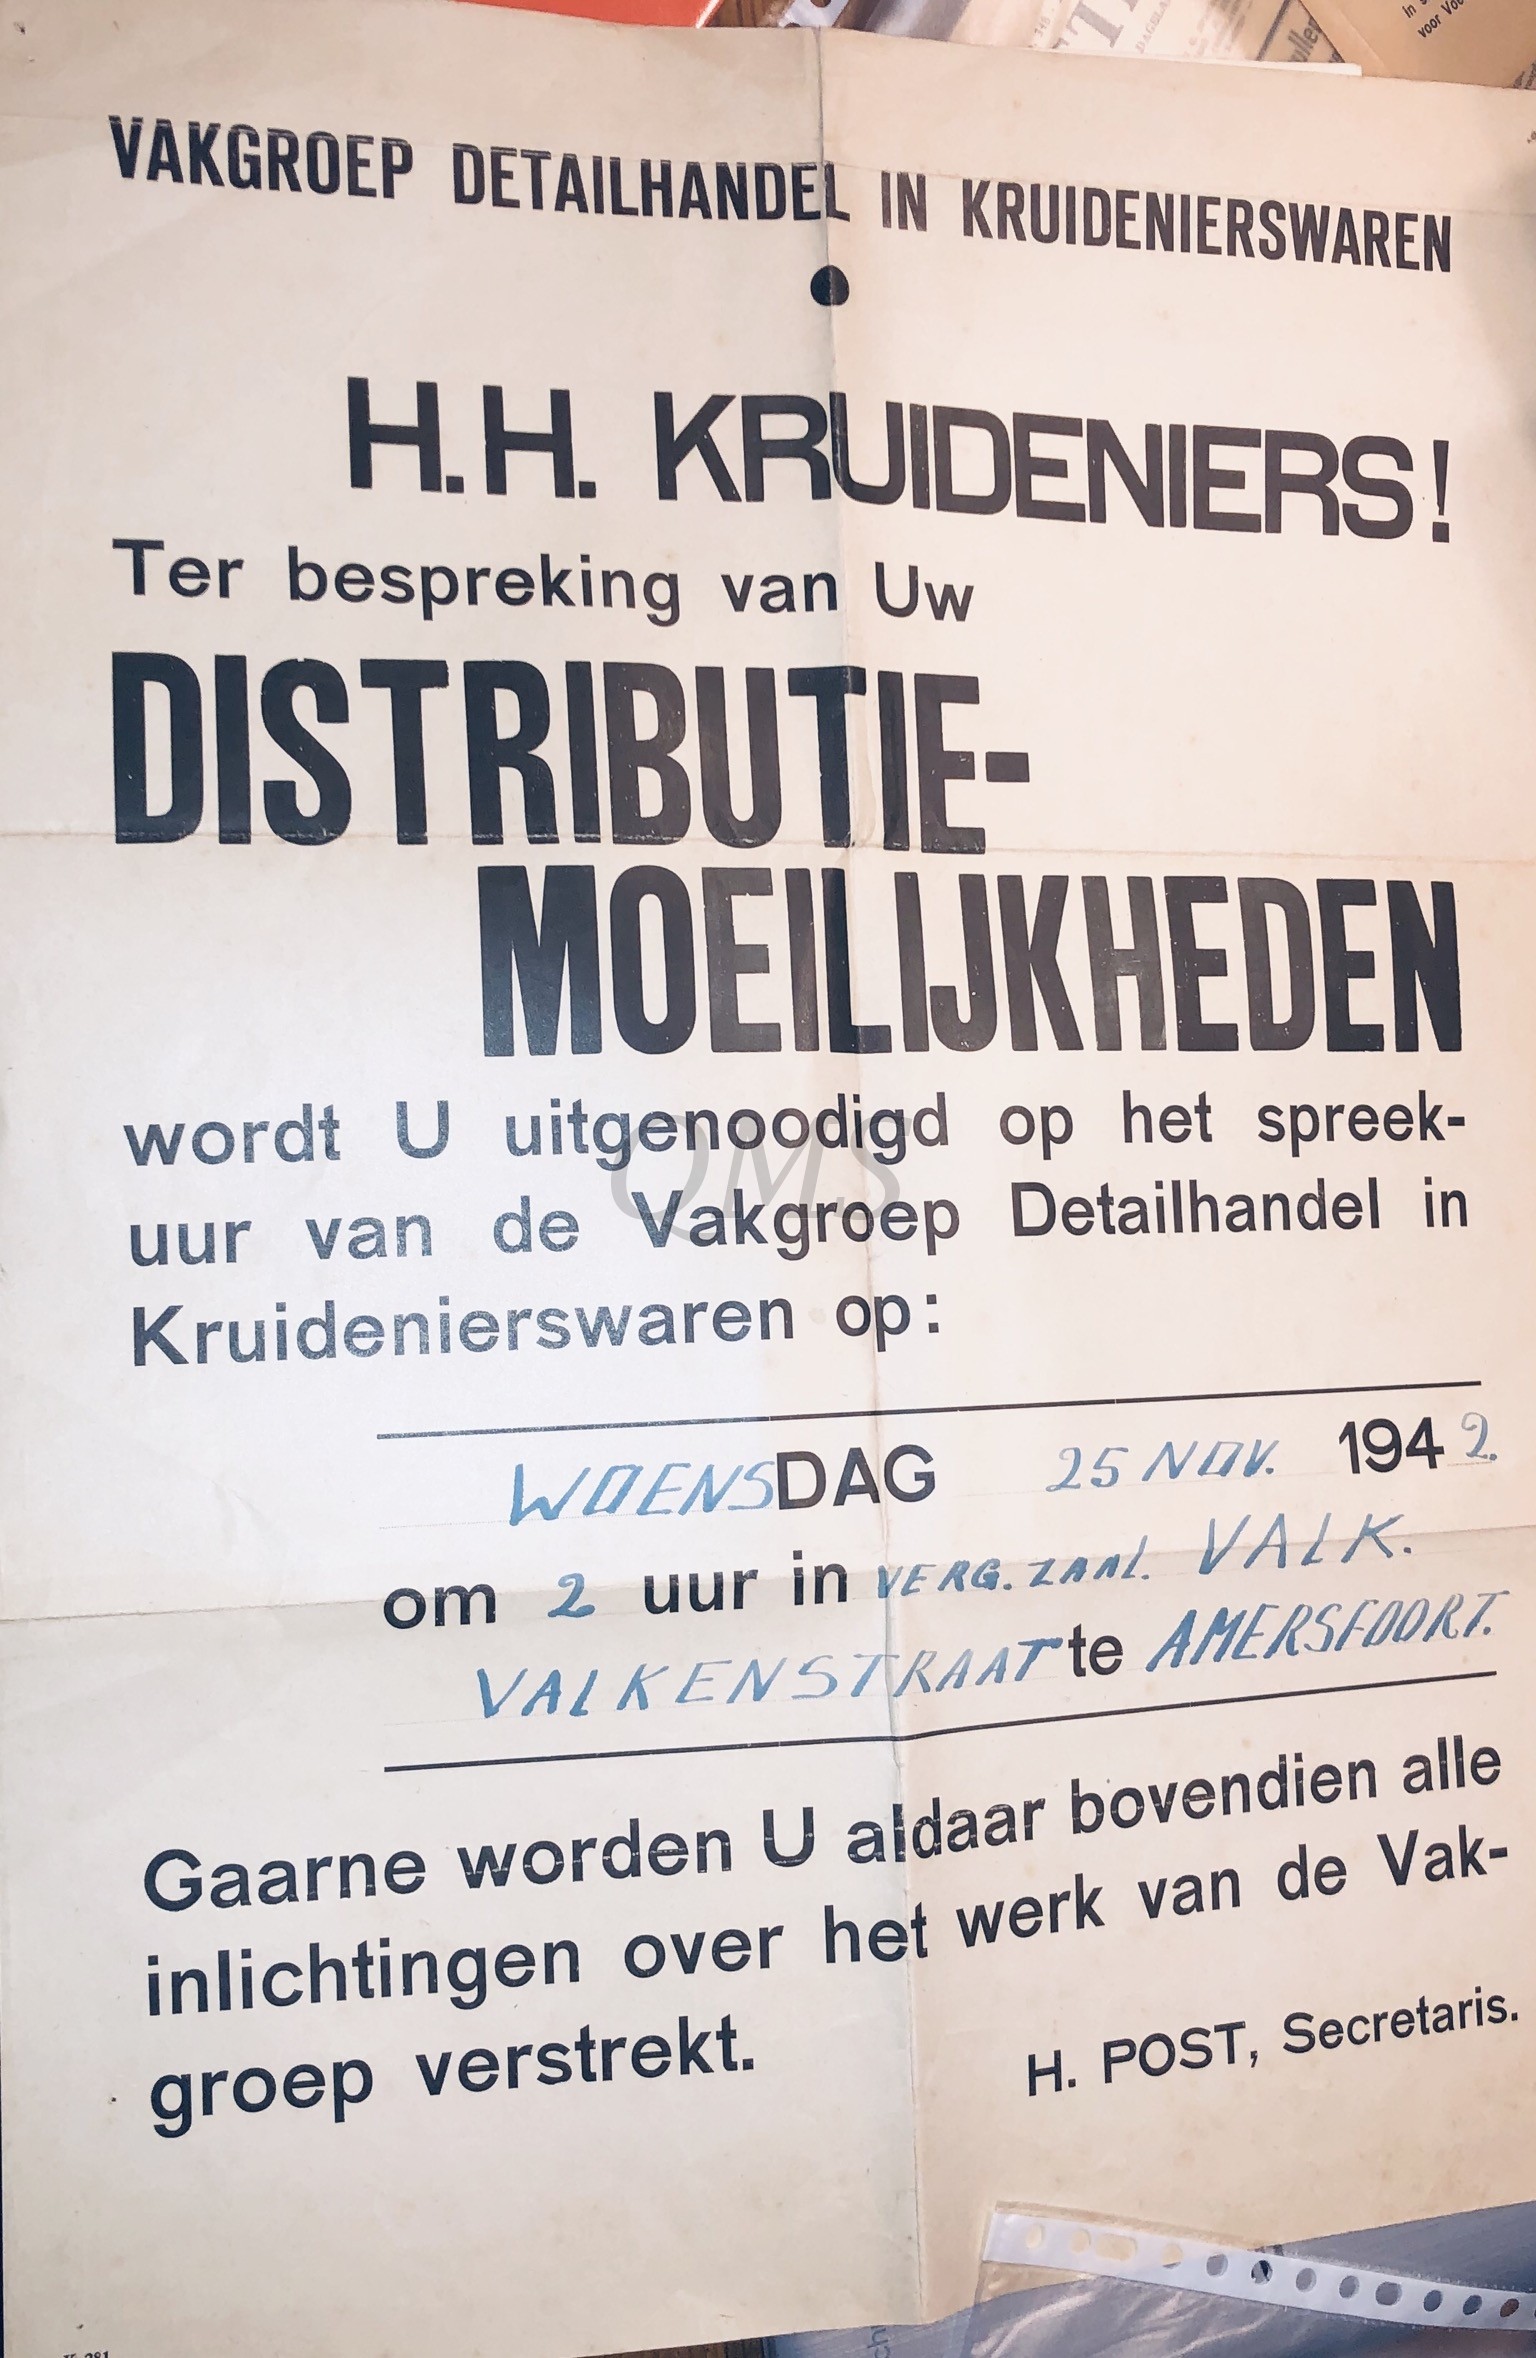 VAKGROEP DETAILHANDEL IN KRUIDENIERSWAREN
H.H. KRUIDENIERS!
Ter bespreking van Uw
DISTRIBUTIE-
MOEILIJKHEDEN
wordt U uitgenoodigd op het spreek-
uur van de Vakgroep Detailhandel in
Kruidenierswaren op:
WOENSDAG 25 NOV. 1942.
om 2 uur in VERG. ZAAL. VALK.
VALKENSTRAAT te AMERSFOORT.
Gaarne worden U aldaar bovendien alle
inlichtingen over het werk van de Vak-
groep verstrekt.
H. POST, Secretaris.
QMS